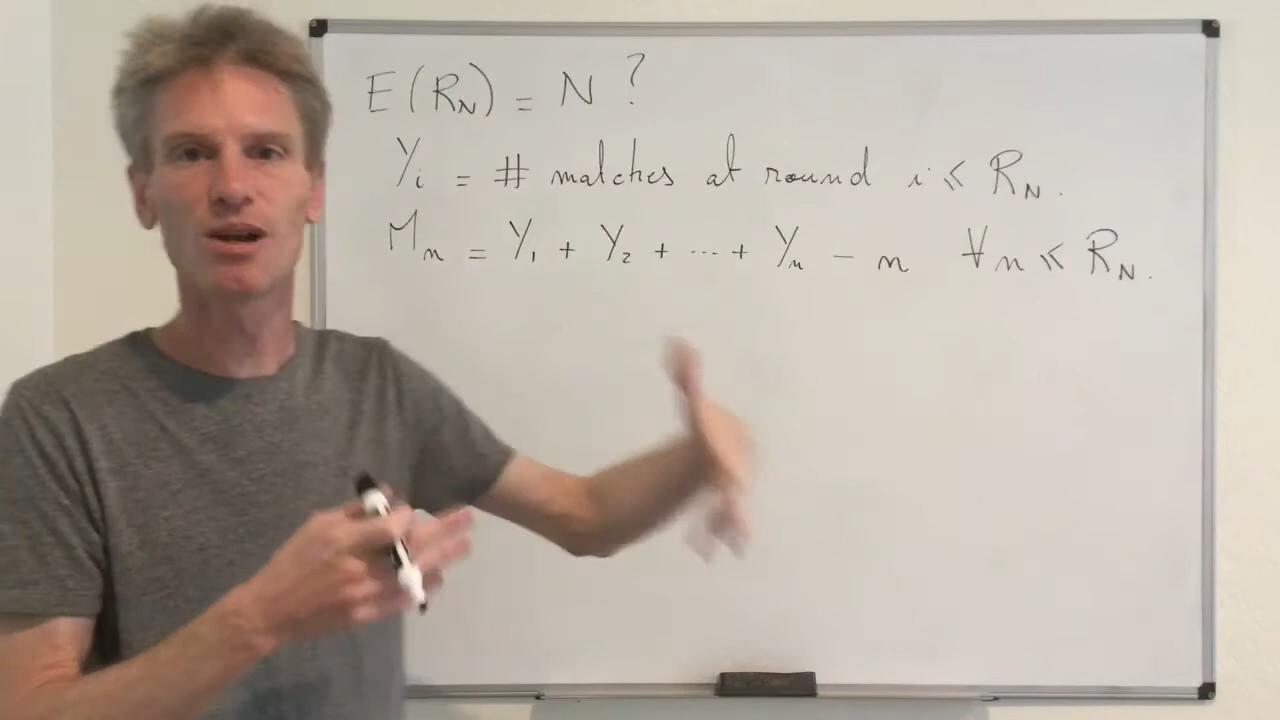 E(R_N) = N ?
Y_i = # matches at round i ≤ R_N.
M_n = Y_1 + Y_2 + ... + Y_n - n ∀n ≤ R_N.